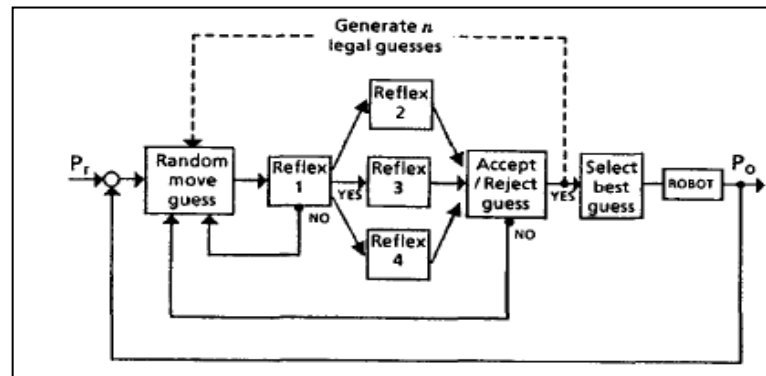 Generate n
legal guesses
Reflex
2
Pr
Random
move
guess
Reflex
1
YES
NO
Reflex
3
Reflex
4
Accept
/ Reject
guess
YES
NO
Select
best
guess
ROBOT
Po